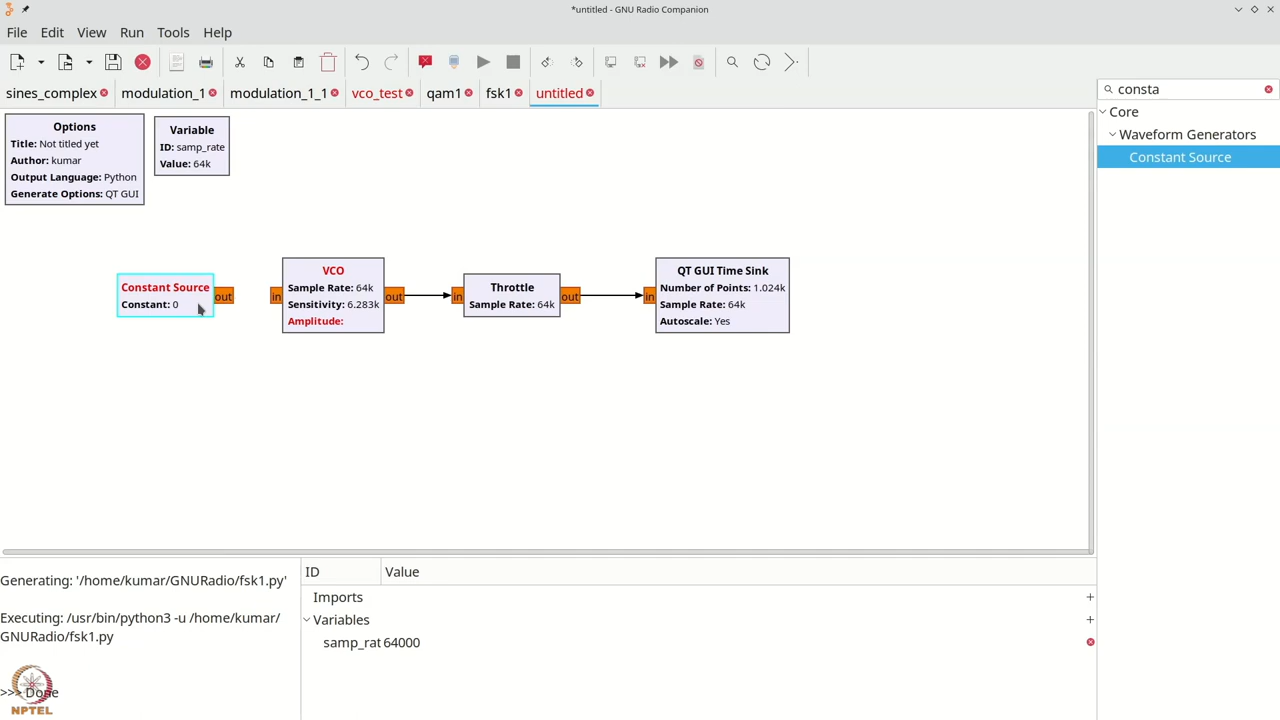 *untitled - GNU Radio Companion
File Edit View Run Tools Help
sines_complex modulation_1 modulation_1_1 vco_test qam1 fsk1 untitled
consta
Core
Waveform Generators
Constant Source
Options
Title: Not titled yet
Author: kumar
Output Language: Python
Generate Options: QT GUI
Variable
ID: samp_rate
Value: 64k
Constant Source
Constant: 0
out
in
VCO
Sample Rate: 64k
Sensitivity: 6.283k
Amplitude:
out
in
Throttle
Sample Rate: 64k
out
in
QT GUI Time Sink
Number of Points: 1.024k
Sample Rate: 64k
Autoscale: Yes
Generating: '/home/kumar/GNURadio/fsk1.py'
Executing: /usr/bin/python3 -u /home/kumar/
GNURadio/fsk1.py
>>> Done
NPTEL
ID Value
Imports
Variables
samp_rat 64000